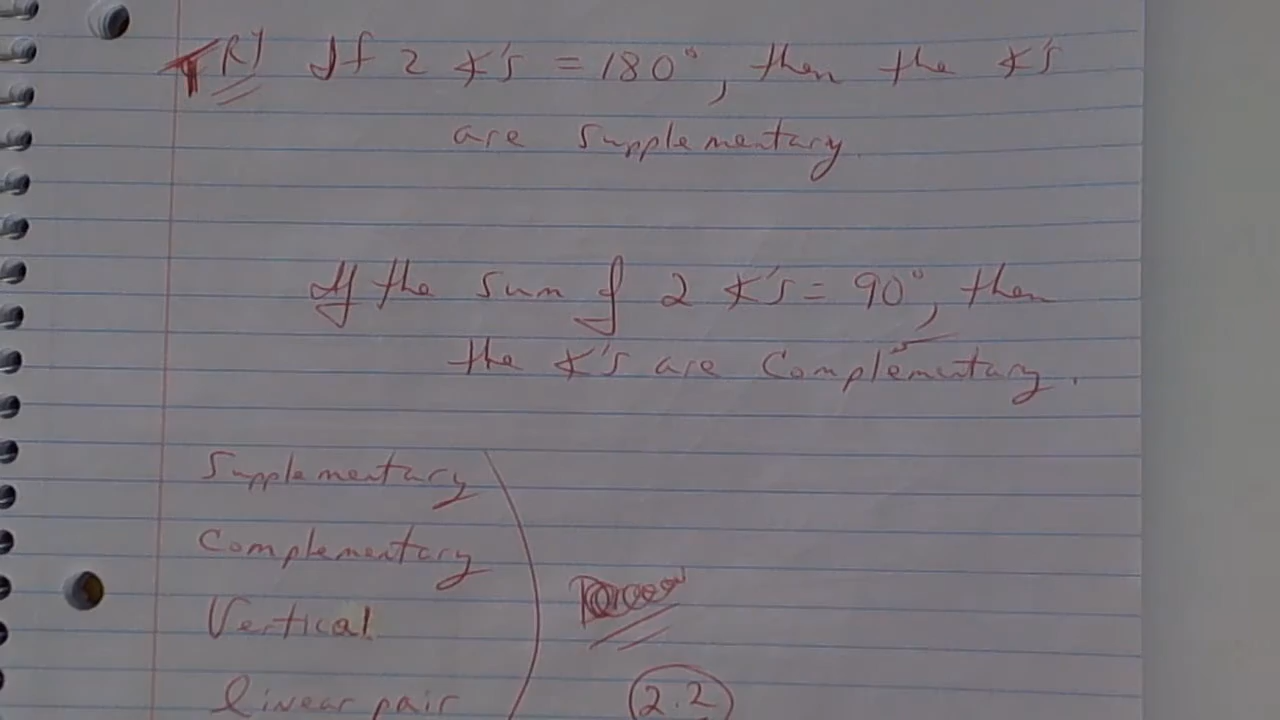 TRY If 2 ∠'s = 180°, then the ∠'s
are supplementary.
If the sum of 2 ∠'s = 90°, then
the ∠'s are Complementary.
Supplementary
Complementary
Vertical
linear pair
2.2